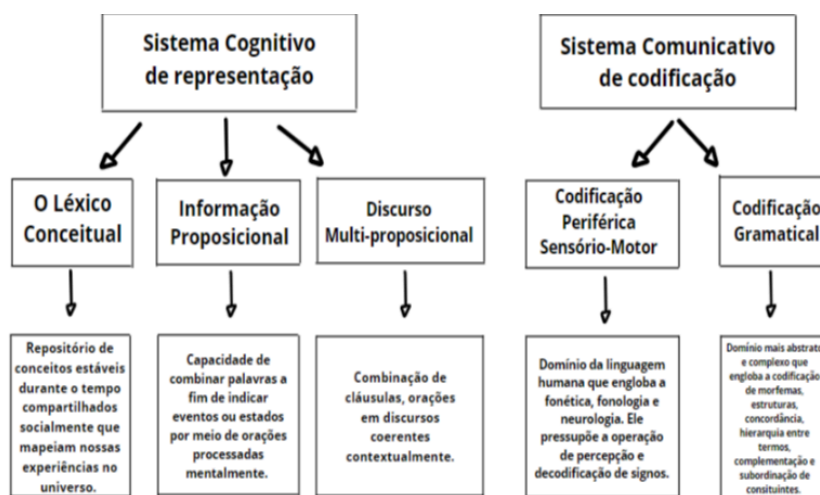 Sistema Cognitivo
de representação
Sistema Comunicativo
de codificação
O Léxico
Conceitual
Informação
Proposicional
Discurso
Multi-proposicional
Codificação
Periférica
Sensório-Motor
Codificação
Gramatical
Repositório de
conceitos estáveis
durante o tempo
compartilhados
socialmente que
mapeiam nossas
experiências no
universo.
Capacidade de
combinar palavras a
fim de indicar
eventos ou estados
por meio de orações
processadas
mentalmente.
Combinação de
cláusulas, orações
em discursos
coerentes
contextualmente.
Domínio da linguagem
humana que engloba a
fonética, fonologia e
neurologia. Ele
pressupõe a operação
de percepção e
decodificação de signos.
Domínio mais abstrato
e complexo que
engloba a codificação
de morfemas,
estruturas,
concordância,
hierarquia entre
termos,
complementação e
subordinação de
consituintes.